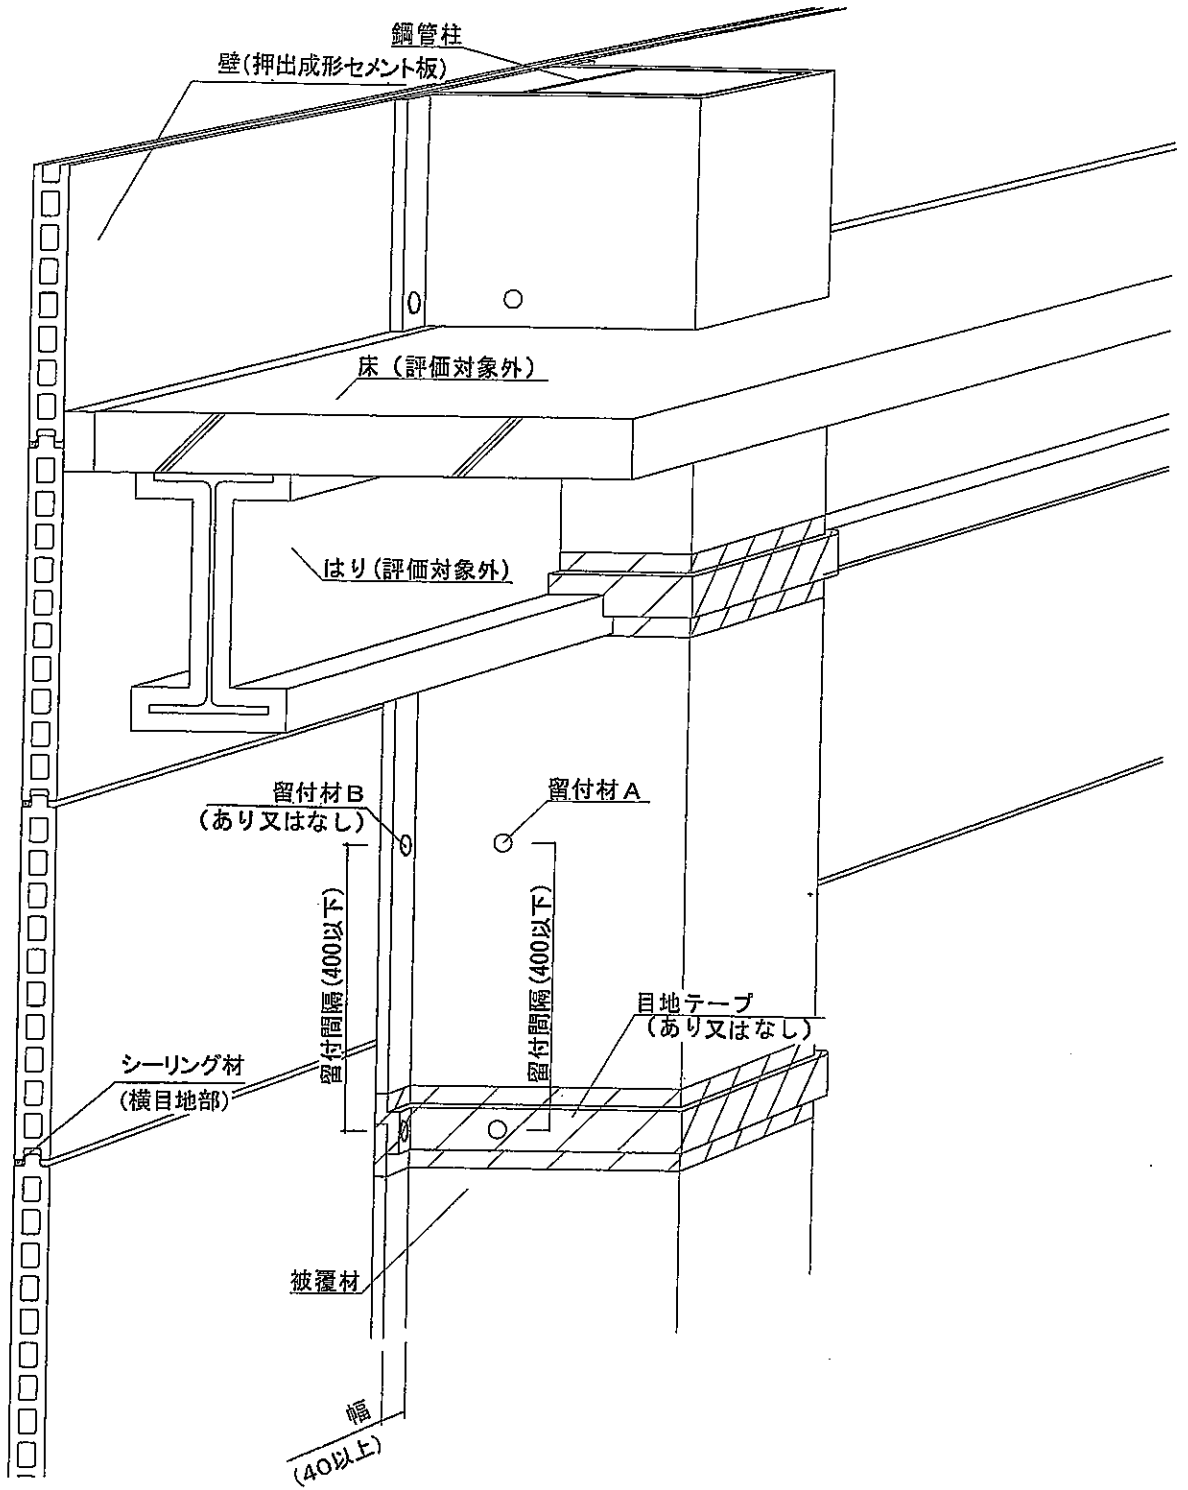 鋼管柱
壁(押出成形セメント板)
床(評価対象外)
はり(評価対象外)
留付材B
(あり又はなし)
留付材A
留付間隔(400以下)
留付間隔(400以下)
目地テープ
(あり又はなし)
シーリング材
(横目地部)
被覆材
幅
(40以上)